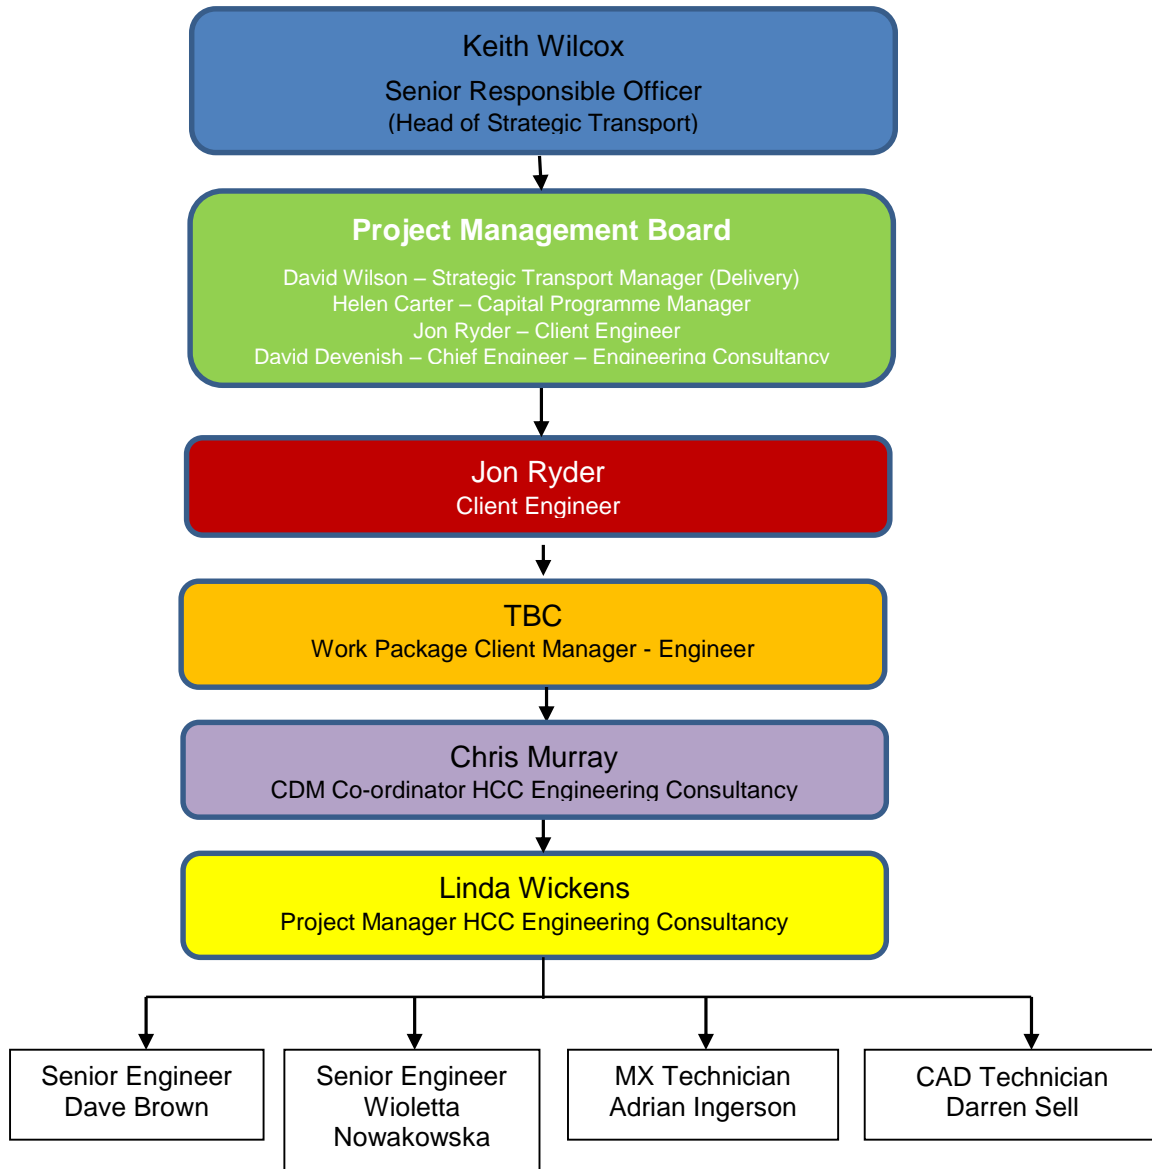 Keith Wilcox
Senior Responsible Officer
(Head of Strategic Transport)
Project Management Board
David Wilson – Strategic Transport Manager (Delivery)
Helen Carter – Capital Programme Manager
Jon Ryder – Client Engineer
David Devenish – Chief Engineer – Engineering Consultancy
Jon Ryder
Client Engineer
TBC
Work Package Client Manager - Engineer
Chris Murray
CDM Co-ordinator HCC Engineering Consultancy
Linda Wickens
Project Manager HCC Engineering Consultancy
Senior Engineer
Dave Brown
Senior Engineer
Wioletta
Nowakowska
MX Technician
Adrian Ingerson
CAD Technician
Darren Sell